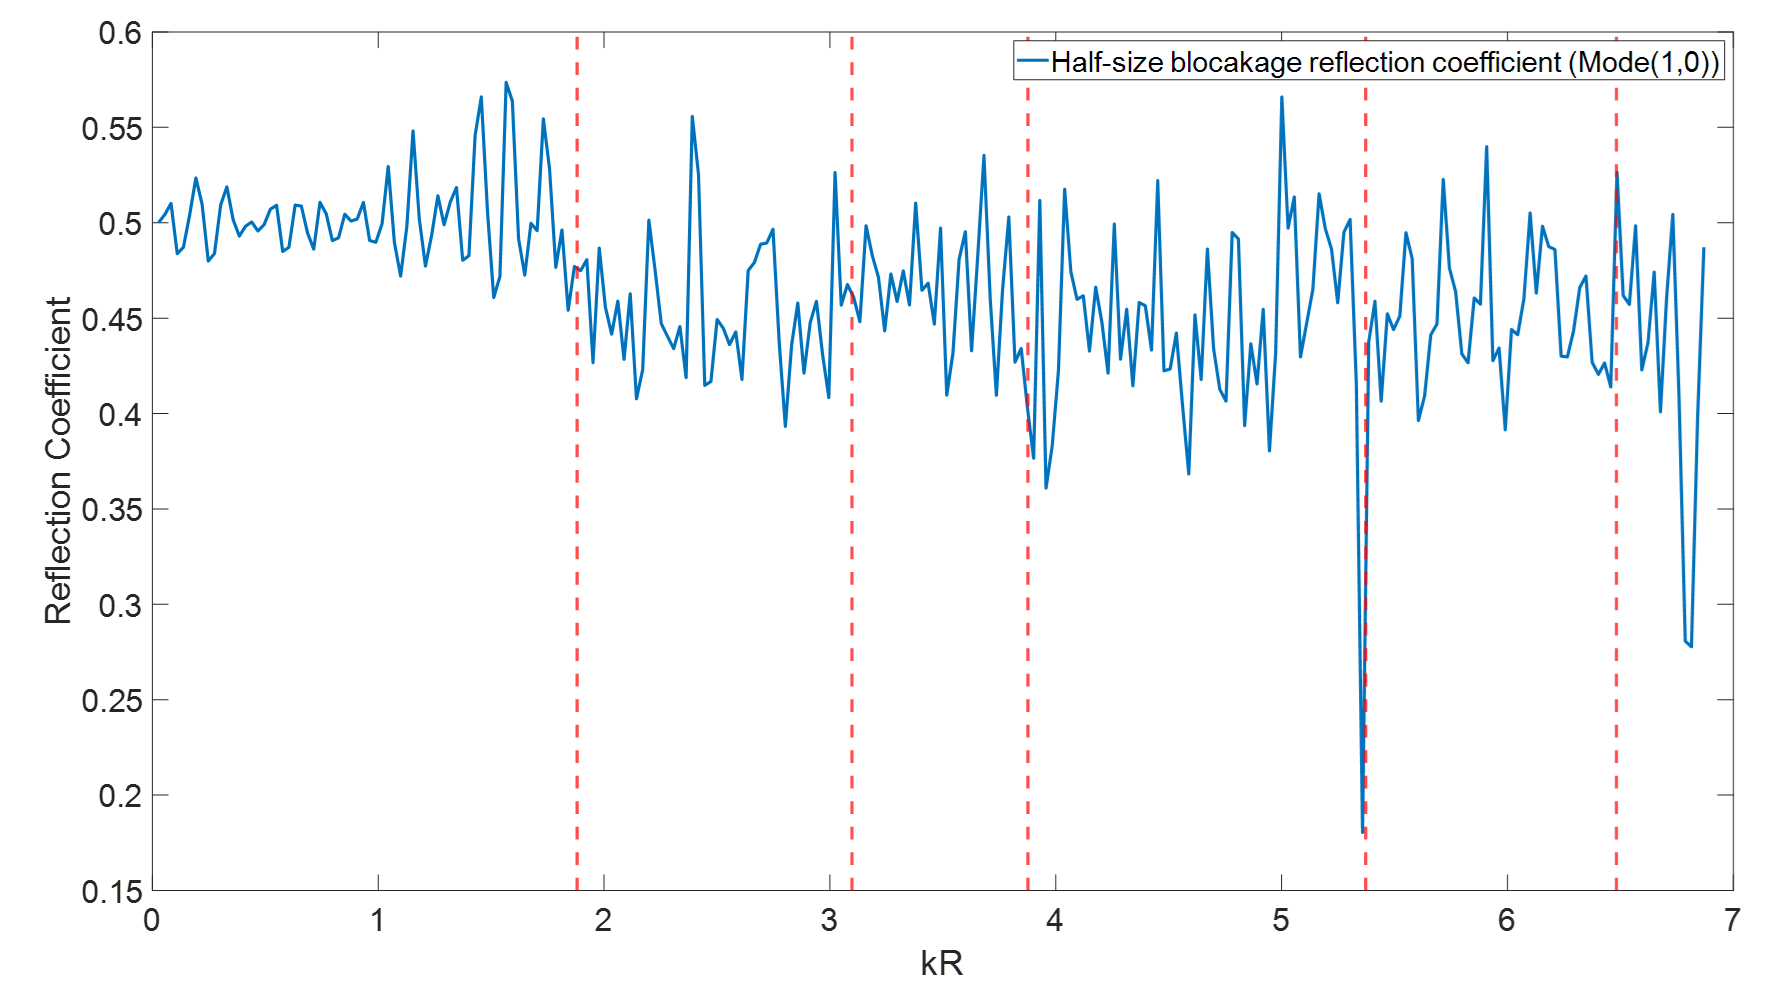 0.6
0.55
0.5
0.45
0.4
0.35
0.3
0.25
0.2
0.15
Reflection Coefficient
Half-size blocakage reflection coefficient (Mode(1,0))
0 1 2 3 4 5 6 7
kR